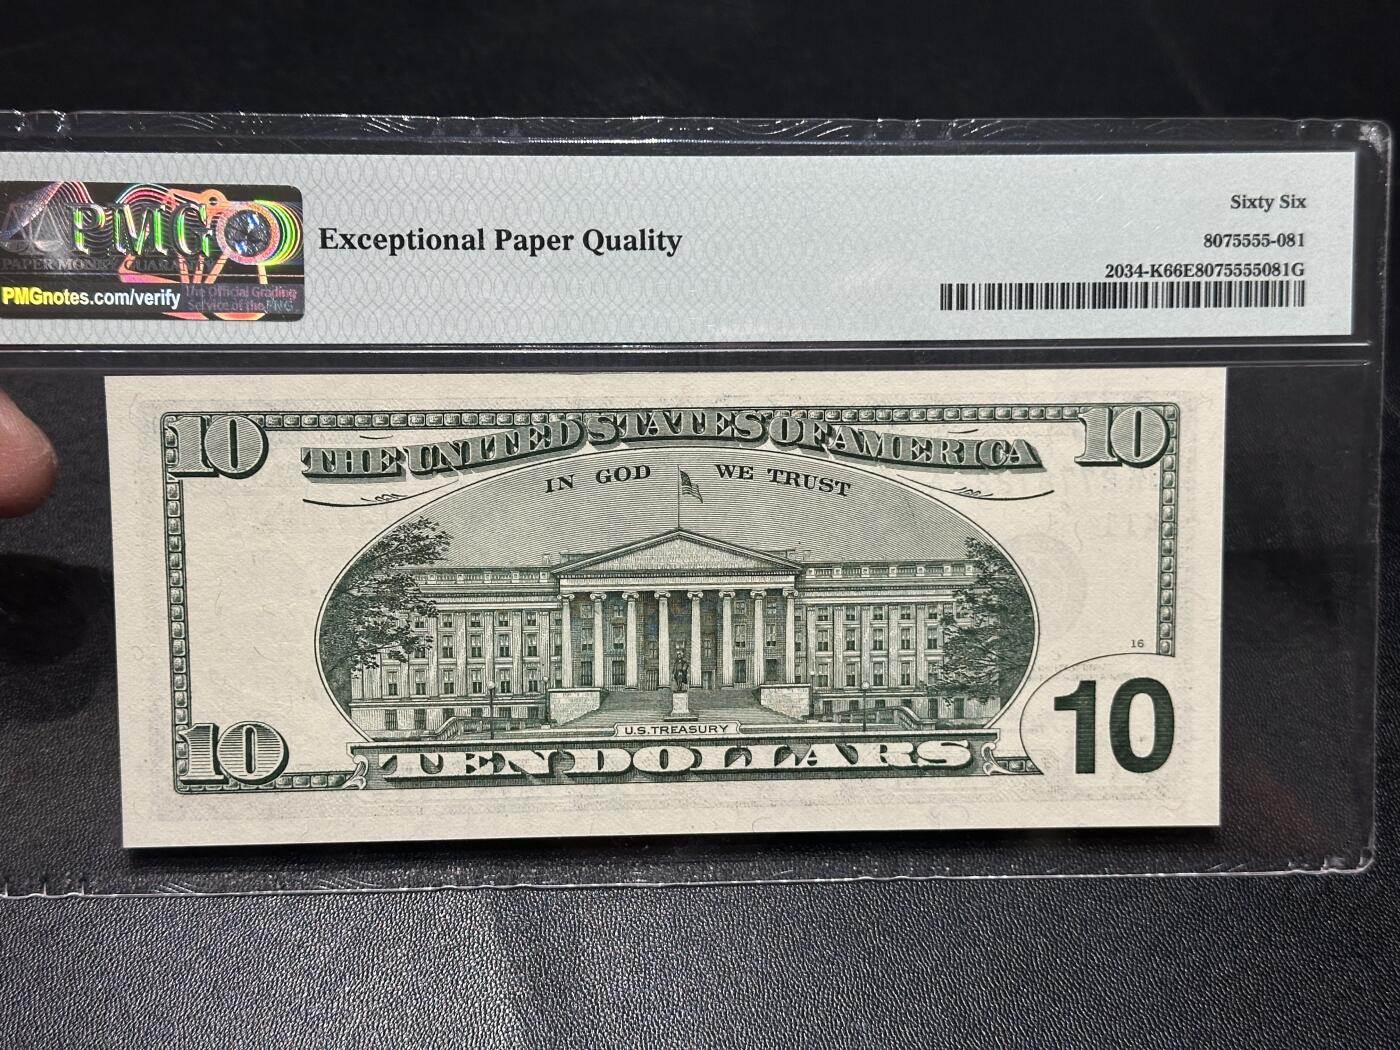 Sixty Six
PMG
PAPER MONEY GUARANTY
Exceptional Paper Quality
8075555-081
2034-K66E8075555081G
PMGnotes.com/verify
The Official Grading
Service of the PNG
10 THE UNITED STATES OF AMERICA 10
IN GOD WE TRUST
16
U.S. TREASURY
10 TEN DOLLARS 10